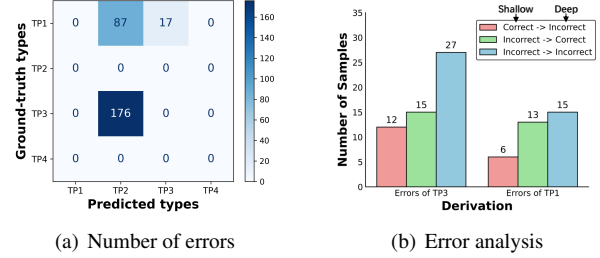 Ground-truth types
TP1
TP2
TP3
TP4
0 87 17 0
0 0 0 0
0 176 0 0
0 0 0 0
TP1 TP2 TP3 TP4
Predicted types
160
140
120
100
80
60
40
20
0
(a) Number of errors
Shallow Deep
Correct -> Incorrect
Incorrect -> Correct
Incorrect -> Incorrect
Number of Samples
35
30
25
20
15
10
5
0
12 15 27
6 13 15
Errors of TP3 Errors of TP1
Derivation
(b) Error analysis